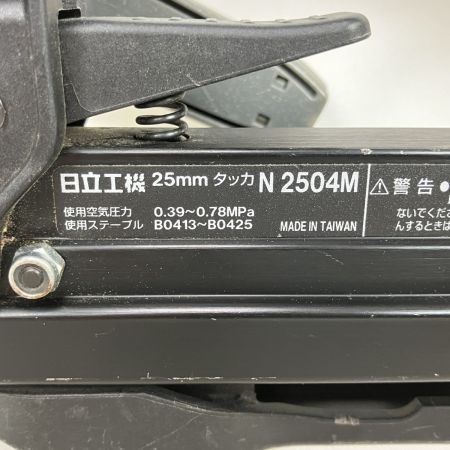 日立工機 25mm タッカ N 2504M
使用空気圧力 0.39～0.78MPa
使用ステープル B0413～B0425
MADE IN TAIWAN
⚠警告●
ないでくださ
んするときは